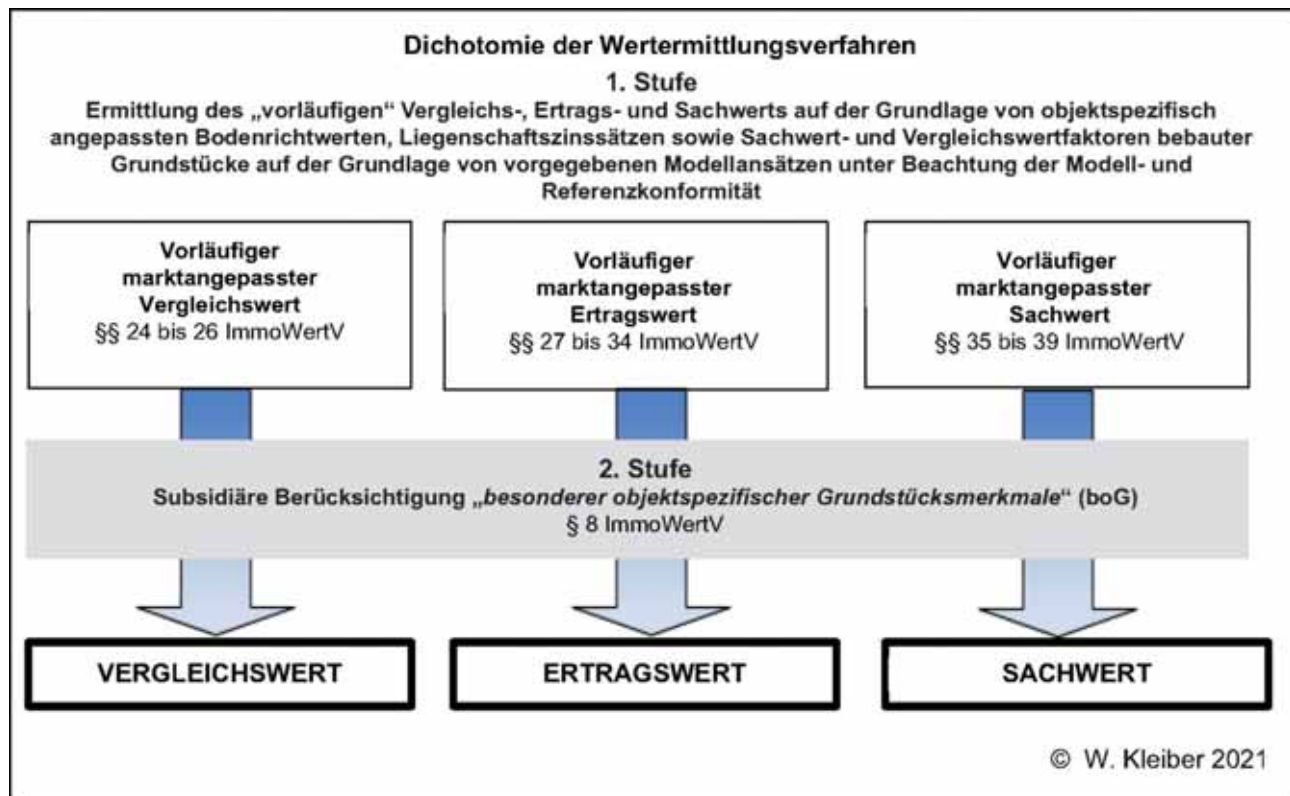 Dichotomie der Wertermittlungsverfahren
1. Stufe
Ermittlung des „vorläufigen“ Vergleichs-, Ertrags- und Sachwerts auf der Grundlage von objektspezifisch
angepassten Bodenrichtwerten, Liegenschaftszinssätzen sowie Sachwert- und Vergleichswertfaktoren bebauter
Grundstücke auf der Grundlage von vorgegebenen Modellansätzen unter Beachtung der Modell- und
Referenzkonformität
Vorläufiger
marktangepasster
Vergleichswert
§§ 24 bis 26 ImmoWertV
Vorläufiger
marktangepasster
Ertragswert
§§ 27 bis 34 ImmoWertV
Vorläufiger
marktangepasster
Sachwert
§§ 35 bis 39 ImmoWertV
2. Stufe
Subsidiäre Berücksichtigung „besonderer objektspezifischer Grundstücksmerkmale“ (boG)
§ 8 ImmoWertV
VERGLEICHSWERT
ERTRAGSWERT
SACHWERT
© W. Kleiber 2021